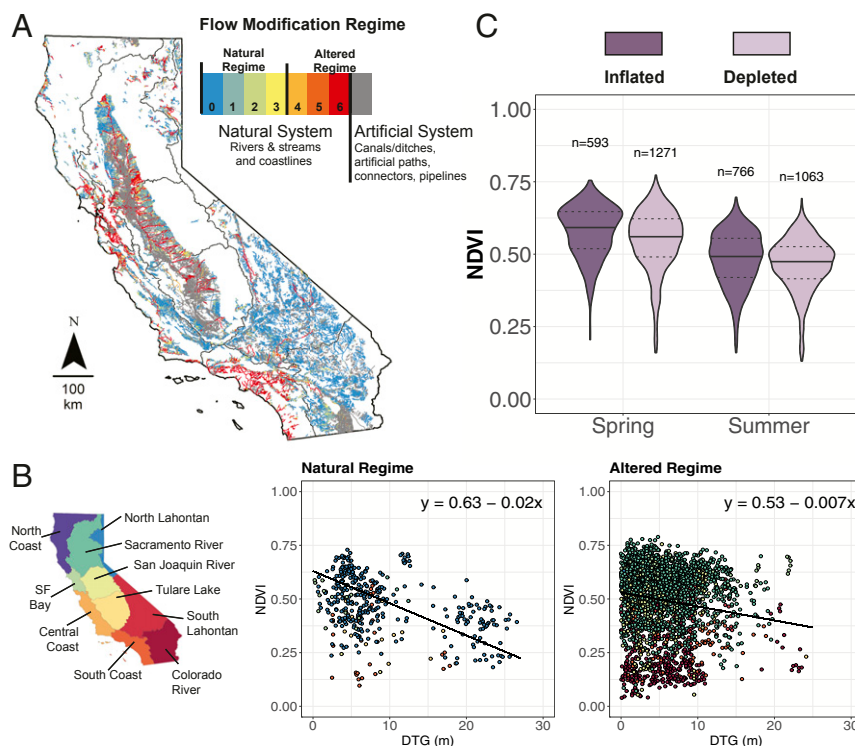 A
Flow Modification Regime
Natural
Regime
Altered
Regime
0 1 2 3 4 5 6
Natural System
Rivers & streams
and coastlines
Artificial System
Canals/ditches,
artificial paths,
connectors, pipelines
N
100
km
C
Inflated
Depleted
NDVI
1.00
0.75
0.50
0.25
0.00
n=593
n=1271
n=766
n=1063
Spring
Summer
B
North
Coast
North Lahontan
Sacramento River
San Joaquin River
SF
Bay
Tulare Lake
Central
Coast
South
Lahontan
South Coast
Colorado
River
Natural Regime
y = 0.63 − 0.02x
NDVI
1.00
0.75
0.50
0.25
0.00
0 10 20 30
DTG (m)
Altered Regime
y = 0.53 − 0.007x
NDVI
1.00
0.75
0.50
0.25
0.00
0 10 20 30
DTG (m)